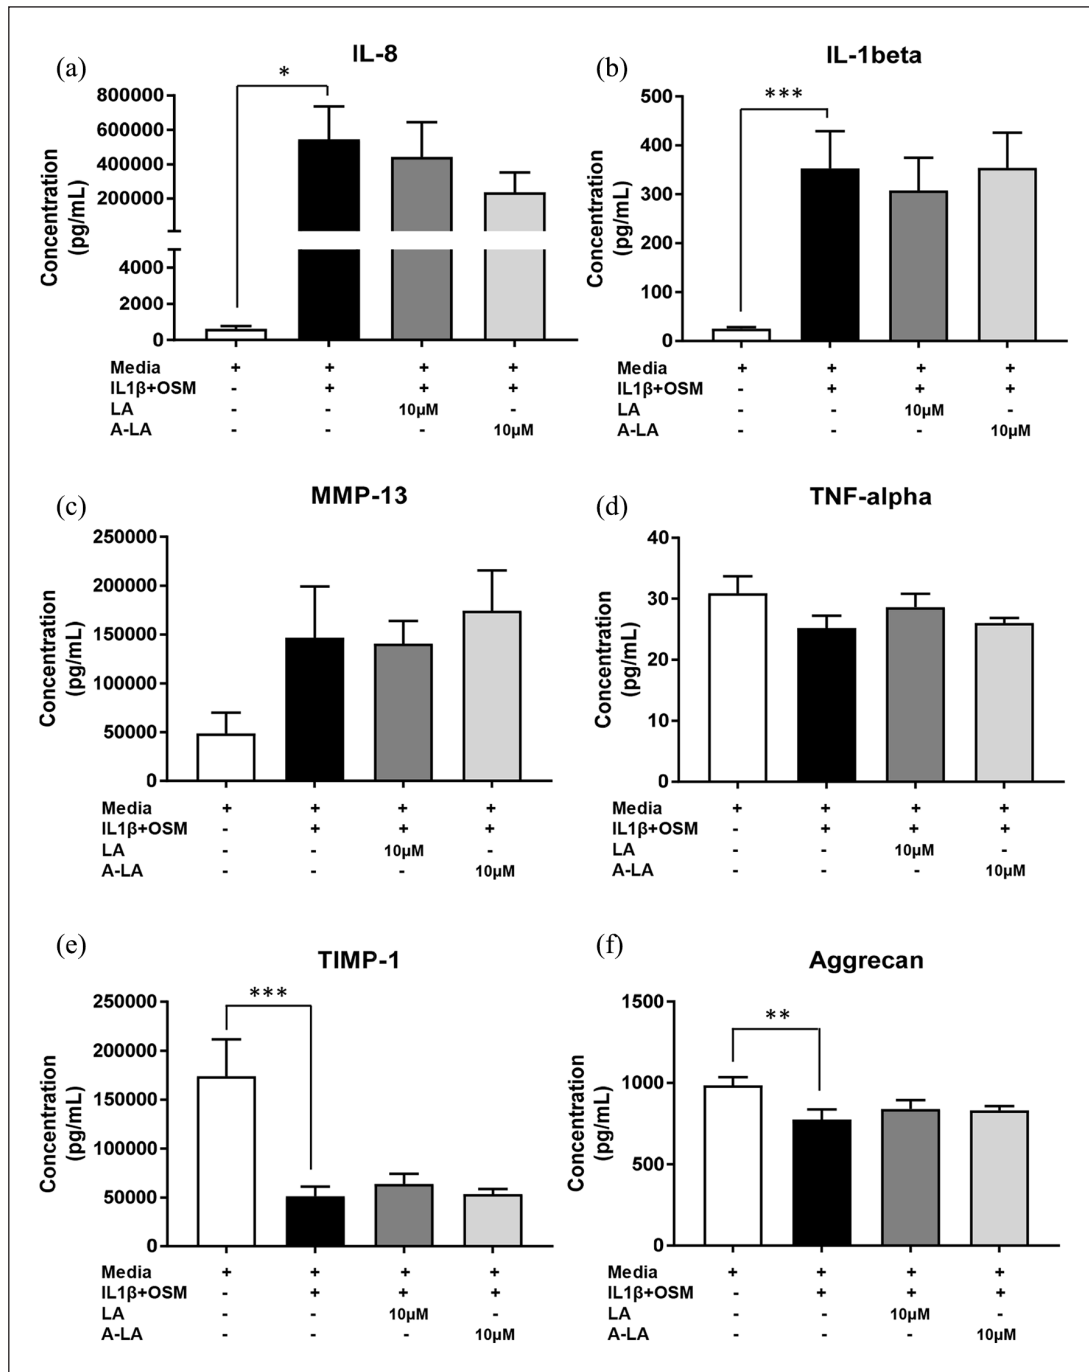 (a)
IL-8
*
800000
600000
400000
200000
4000
2000
0
Concentration
(pg/mL)
Media + + + +
IL1β+OSM - + + +
LA - - 10µM -
A-LA - - - 10µM
(b)
IL-1beta
***
500
400
300
200
100
0
Concentration
(pg/mL)
Media + + + +
IL1β+OSM - + + +
LA - - 10µM -
A-LA - - - 10µM
(c)
MMP-13
250000
200000
150000
100000
50000
0
Concentration
(pg/mL)
Media + + + +
IL1β+OSM - + + +
LA - - 10µM -
A-LA - - - 10µM
(d)
TNF-alpha
40
30
20
10
0
Concentration
(pg/mL)
Media + + + +
IL1β+OSM - + + +
LA - - 10µM -
A-LA - - - 10µM
(e)
TIMP-1
***
250000
200000
150000
100000
50000
0
Concentration
(pg/mL)
Media + + + +
IL1β+OSM - + + +
LA - - 10µM -
A-LA - - - 10µM
(f)
Aggrecan
**
1500
1000
500
0
Concentration
(pg/mL)
Media + + + +
IL1β+OSM - + + +
LA - - 10µM -
A-LA - - - 10µM